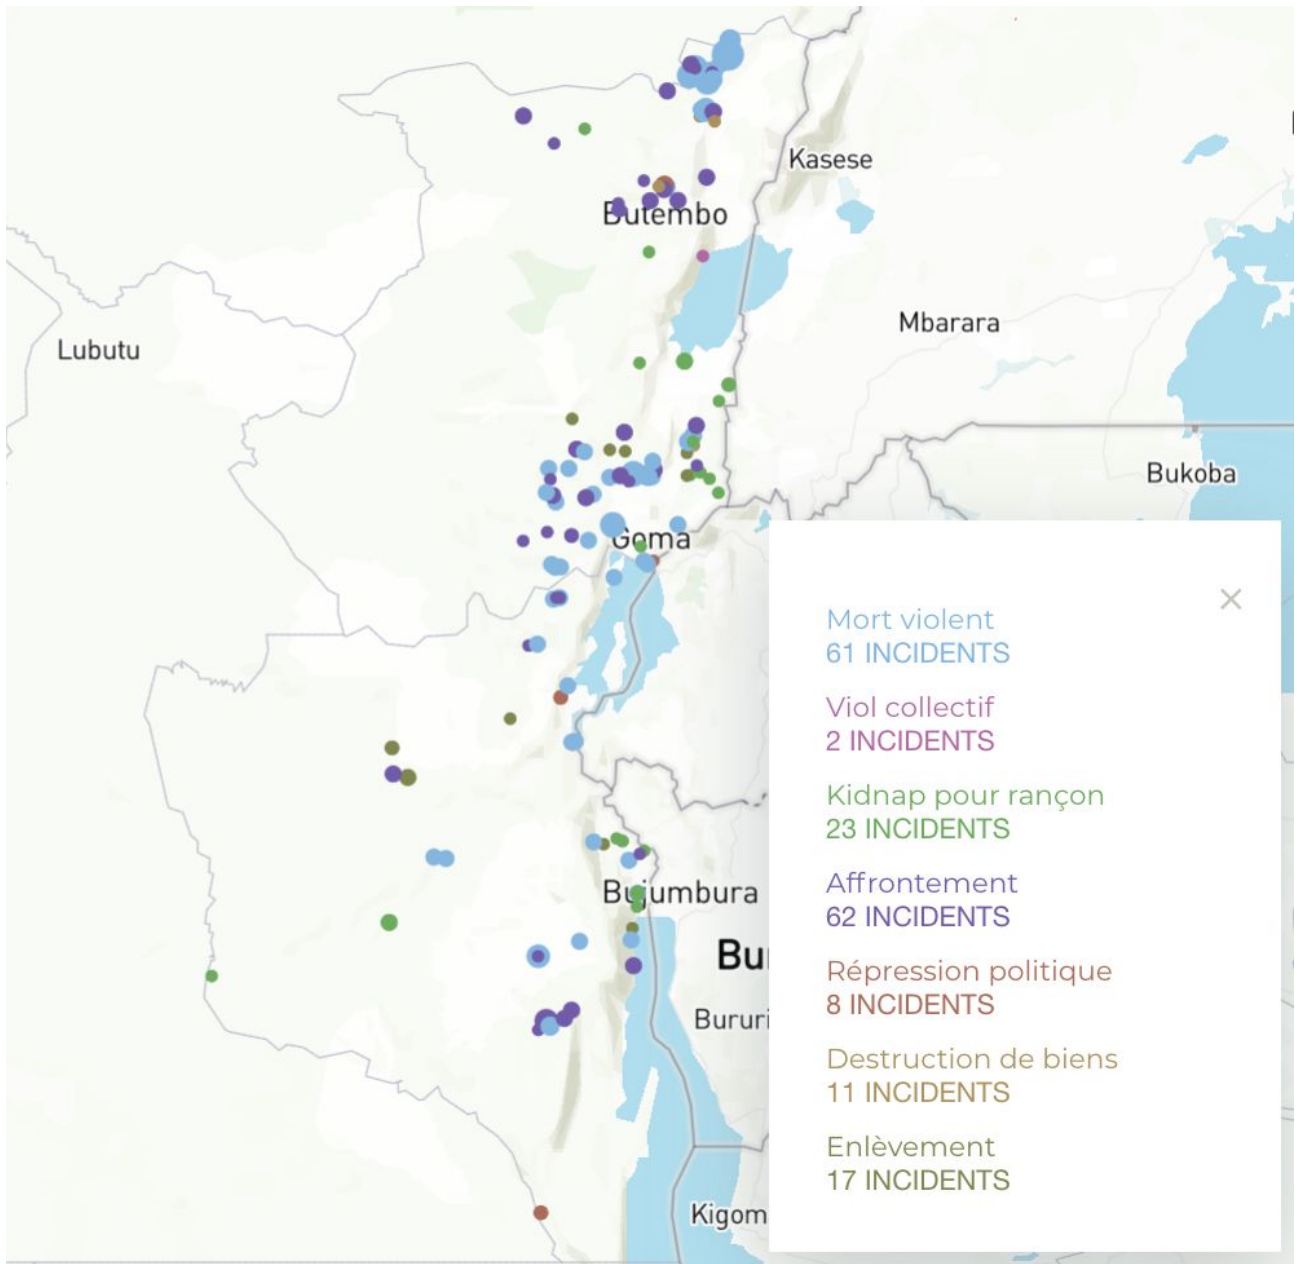 Kasese
Butembo
Mbarara
Lubutu
Bukoba
Goma
Mort violent
61 INCIDENTS
Viol collectif
2 INCIDENTS
Kidnap pour rançon
23 INCIDENTS
Affrontement
62 INCIDENTS
Répression politique
8 INCIDENTS
Destruction de biens
11 INCIDENTS
Enlèvement
17 INCIDENTS
Bujumbura
Bu
Bururi
Kigom